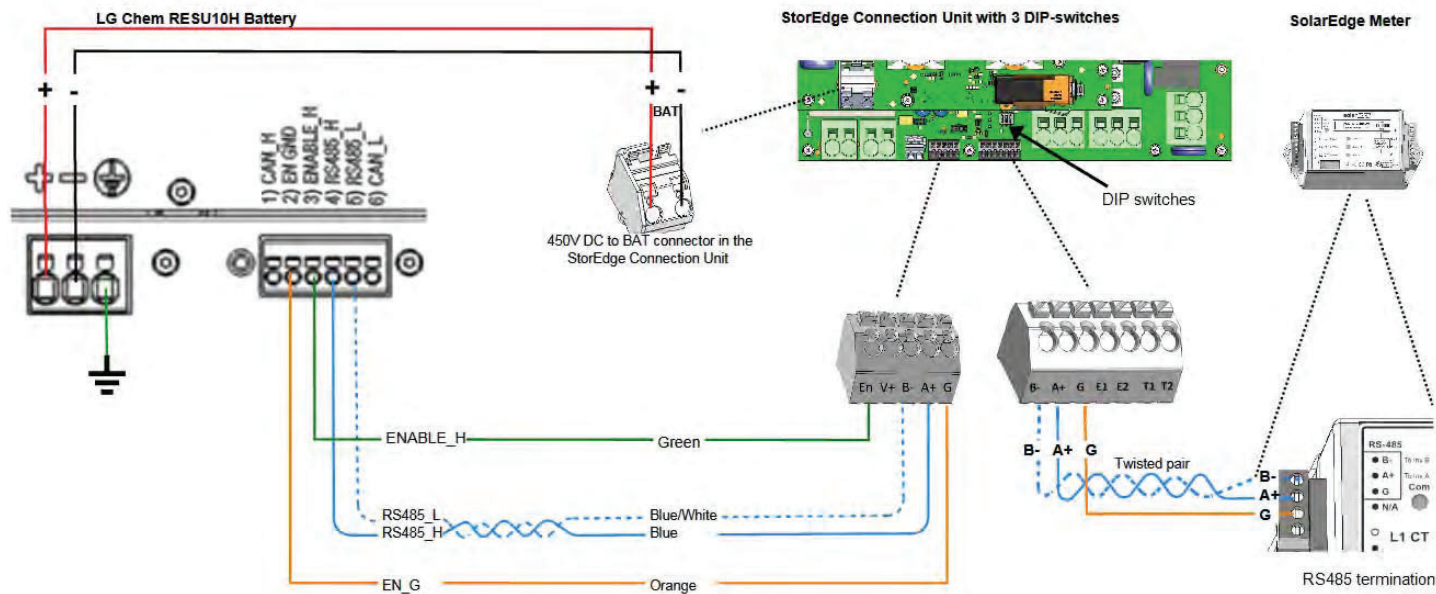 LG Chem RESU10H Battery
StorEdge Connection Unit with 3 DIP-switches
SolarEdge Meter
+ -
+ -
BAT
1) CAN_H
2) EN GND
3) ENABLE_H
4) RS485_H
5) RS485_L
6) CAN_L
DIP switches
450V DC to BAT connector in the
StorEdge Connection Unit
En V+ B- A+ G
B- A+ G E1 E2 T1 T2
ENABLE_H
Green
B- A+ G
Twisted pair
RS485_L
Blue/White
RS485_H
Blue
EN_G
Orange
B-
A+
G
RS-485
B-
A+
G
N/A
Com
L1 CT
RS485 termination